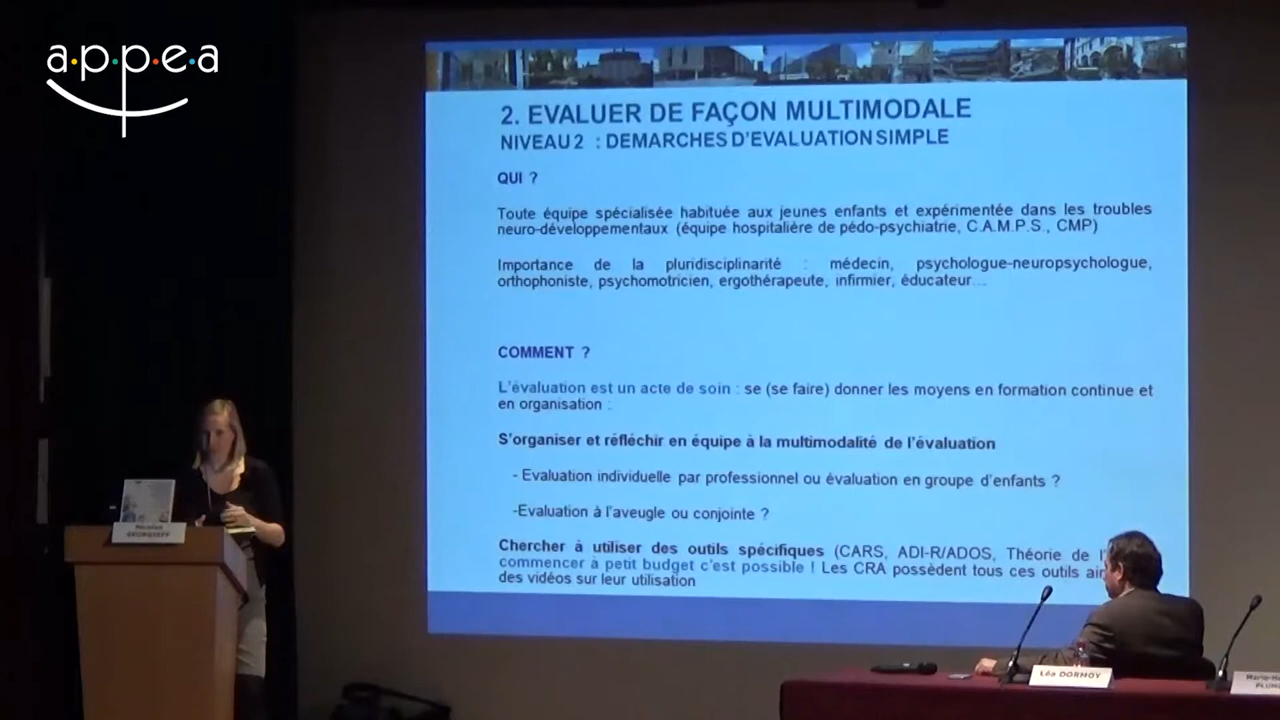 a·p·p·e·a
2. EVALUER DE FAÇON MULTIMODALE
NIVEAU 2 : DEMARCHES D'EVALUATION SIMPLE
QUI ?
Toute équipe spécialisée habituée aux jeunes enfants et expérimentée dans les troubles
neuro-développementaux (équipe hospitalière de pédo-psychiatrie, C.A.M.P.S., CMP)
Importance de la pluridisciplinarité : médecin, psychologue-neuropsychologue,
orthophoniste, psychomotricien, ergothérapeute, infirmier, éducateur...
COMMENT ?
L'évaluation est un acte de soin : se (se faire) donner les moyens en formation continue et
en organisation :
S'organiser et réfléchir en équipe à la multimodalité de l'évaluation
- Evaluation individuelle par professionnel ou évaluation en groupe d'enfants ?
-Evaluation à l'aveugle ou conjointe ?
Chercher à utiliser des outils spécifiques (CARS, ADI-R/ADOS, Théorie de l'
commencer à petit budget c'est possible ! Les CRA possèdent tous ces outils ain
des vidéos sur leur utilisation
GEORGIEFF
Léa DORMOY